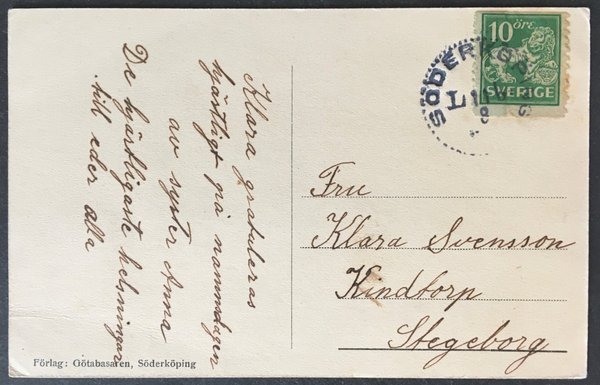 Klara gratuleras
hjärtligt på namnsdagen
av syster Anna
De hjärtligaste helsningar
till eder alla
Förlag: Götabasaren, Söderköping
10 ÖRE
SVERIGE
Fru
Klara Svensson
Kindtorp
Stegeborg